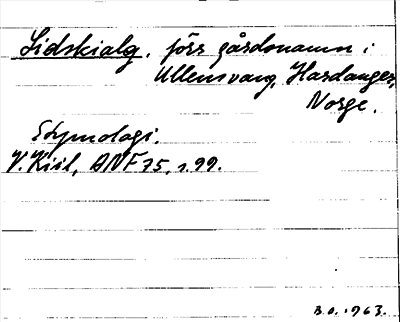 Lidskialg, förr gårdsnamn i
Ullensvang, Hardanger,
Norge.
Etymologi.
V. Kiil, ANF 75, s. 99.
B.O. 1963.